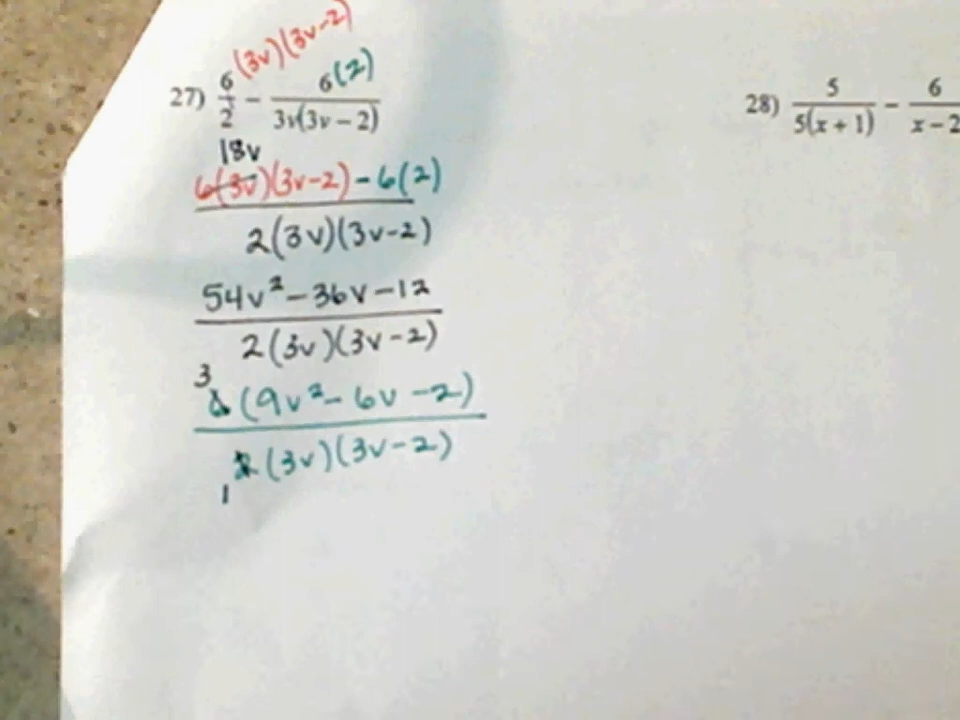 (3v)(3v-2)
27) 6/2 - 6(2)/3v(3v - 2)
28) 5/5(x + 1) - 6/x - 2
18v
6(3v)(3v-2) - 6(2)
2(3v)(3v-2)
54v² - 36v - 12
2(3v)(3v-2)
3
6(9v² - 6v - 2)
2(3v)(3v-2)
1